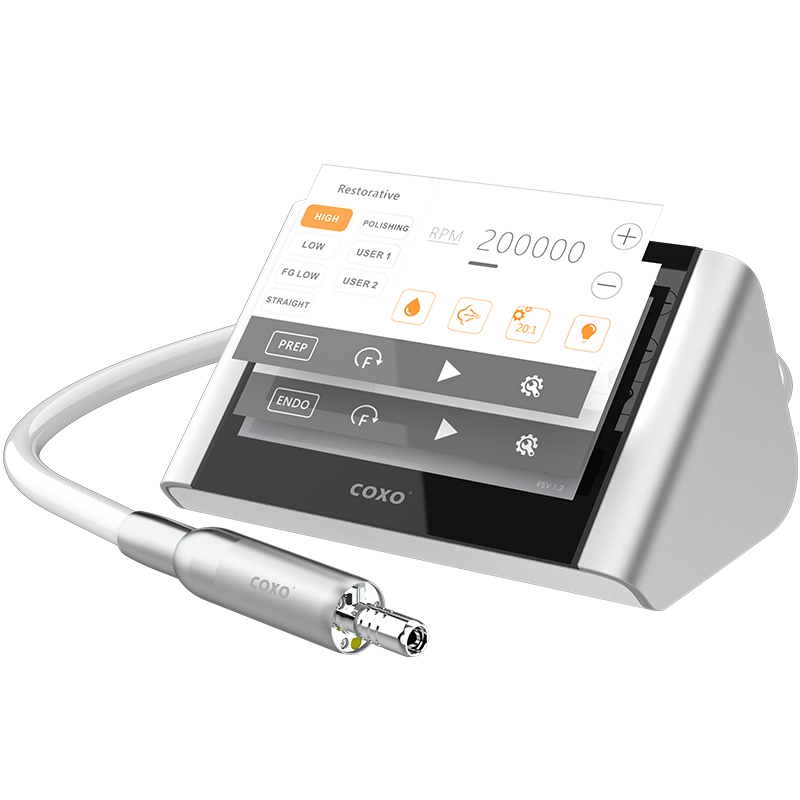 Restorative
HIGH
POLISHING
LOW
USER 1
FG LOW
USER 2
STRAIGHT
RPM 200000
20:1
PREP
F
ENDO
F
COXO
REV 1.2
COXO